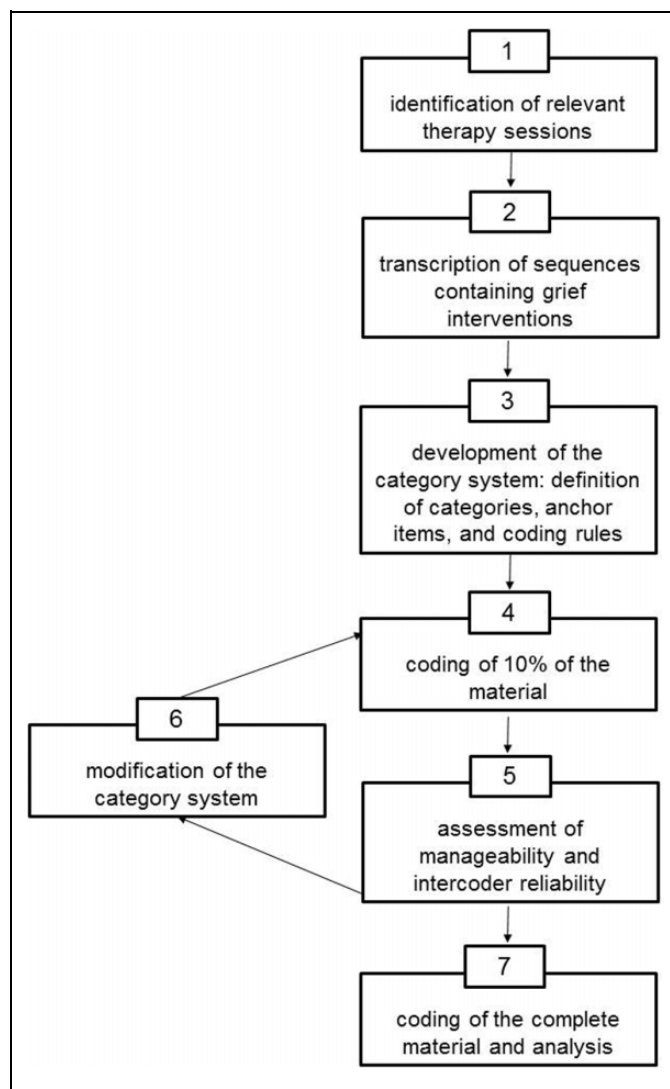 1
identification of relevant
therapy sessions
2
transcription of sequences
containing grief
interventions
3
development of the
category system: definition
of categories, anchor
items, and coding rules
4
coding of 10% of the
material
6
modification of the
category system
5
assessment of
manageability and
intercoder reliability
7
coding of the complete
material and analysis